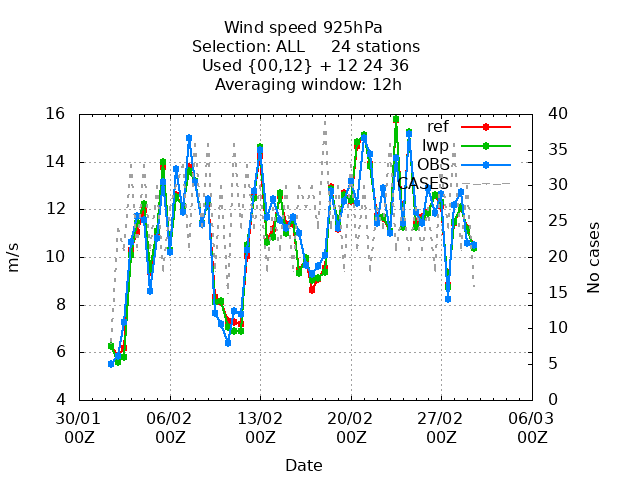 Wind speed 925hPa
Selection: ALL 24 stations
Used {00,12} + 12 24 36
Averaging window: 12h
ref
lwp
OBS
CASES
m/s
No cases
16
14
12
10
8
6
4
40
35
30
25
20
15
10
5
0
30/01 06/02 13/02 20/02 27/02 06/03
00Z 00Z 00Z 00Z 00Z 00Z
Date